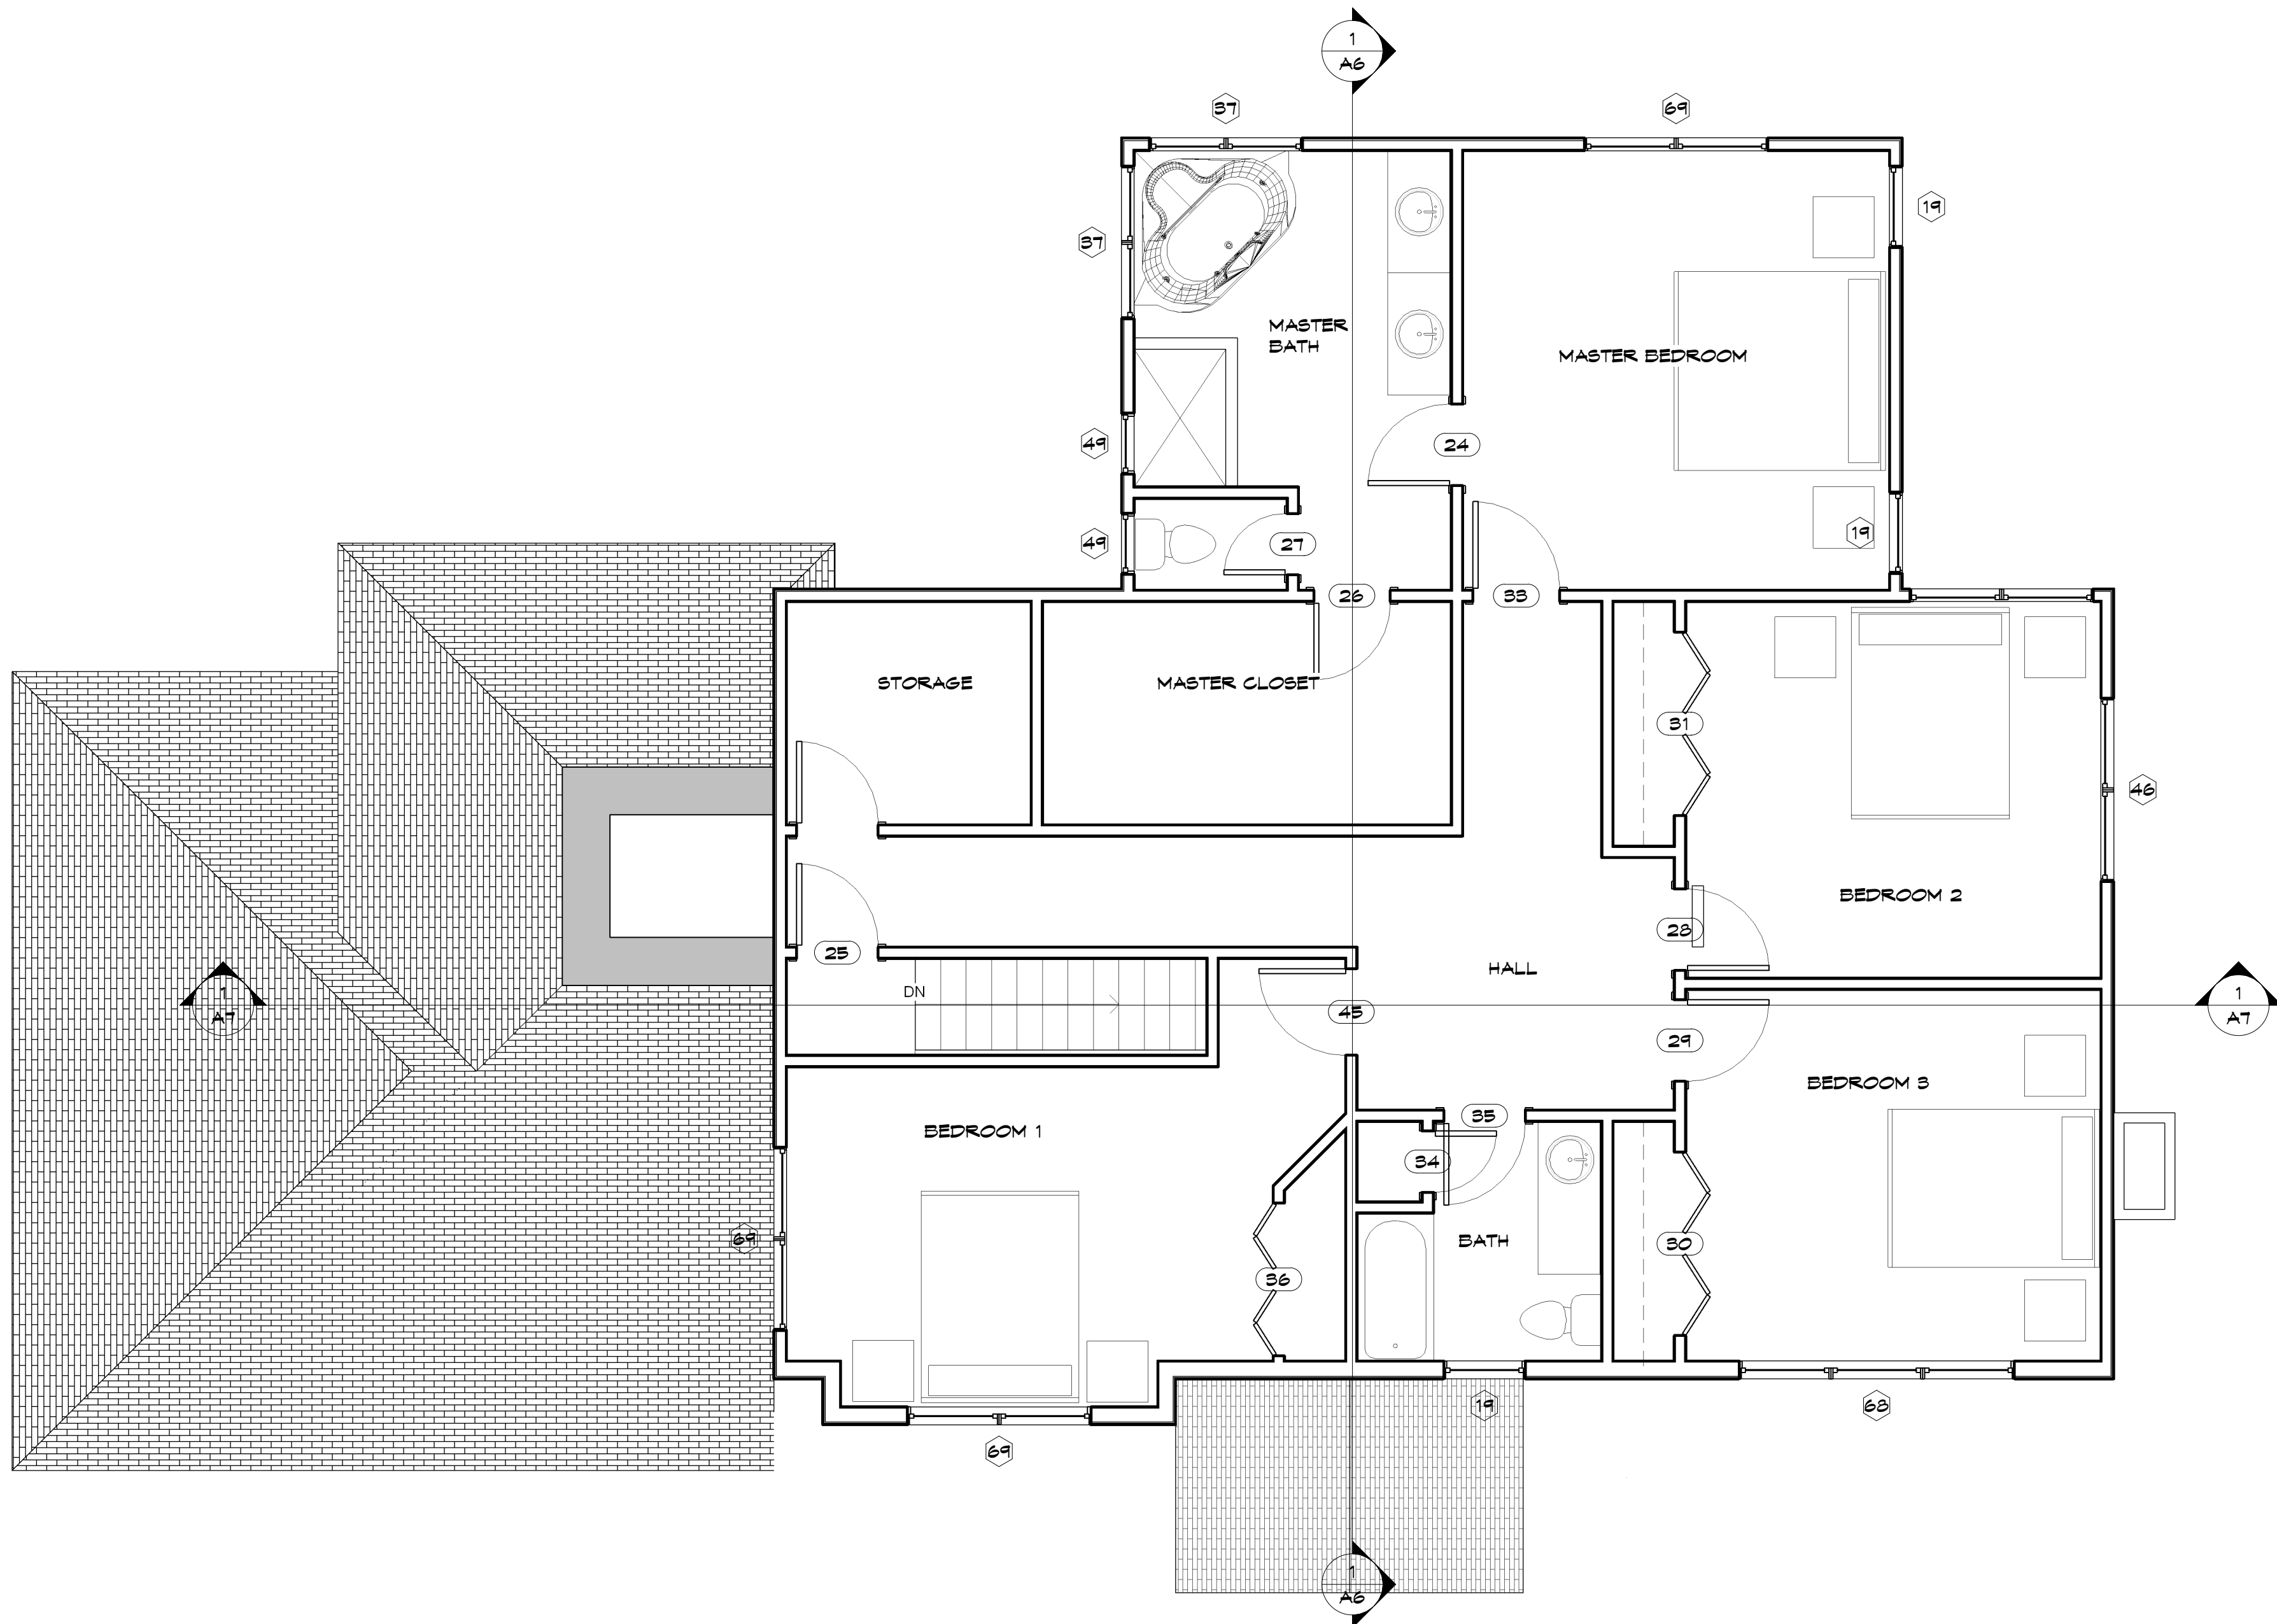 1
A6
37
69
19
37
MASTER
BATH
MASTER BEDROOM
49
24
19
49
27
26
33
STORAGE
MASTER CLOSET
31
46
BEDROOM 2
28
25
HALL
DN
1
A7
45
1
A7
29
BEDROOM 3
BEDROOM 1
35
34
69
BATH
30
36
19
68
69
1
A6